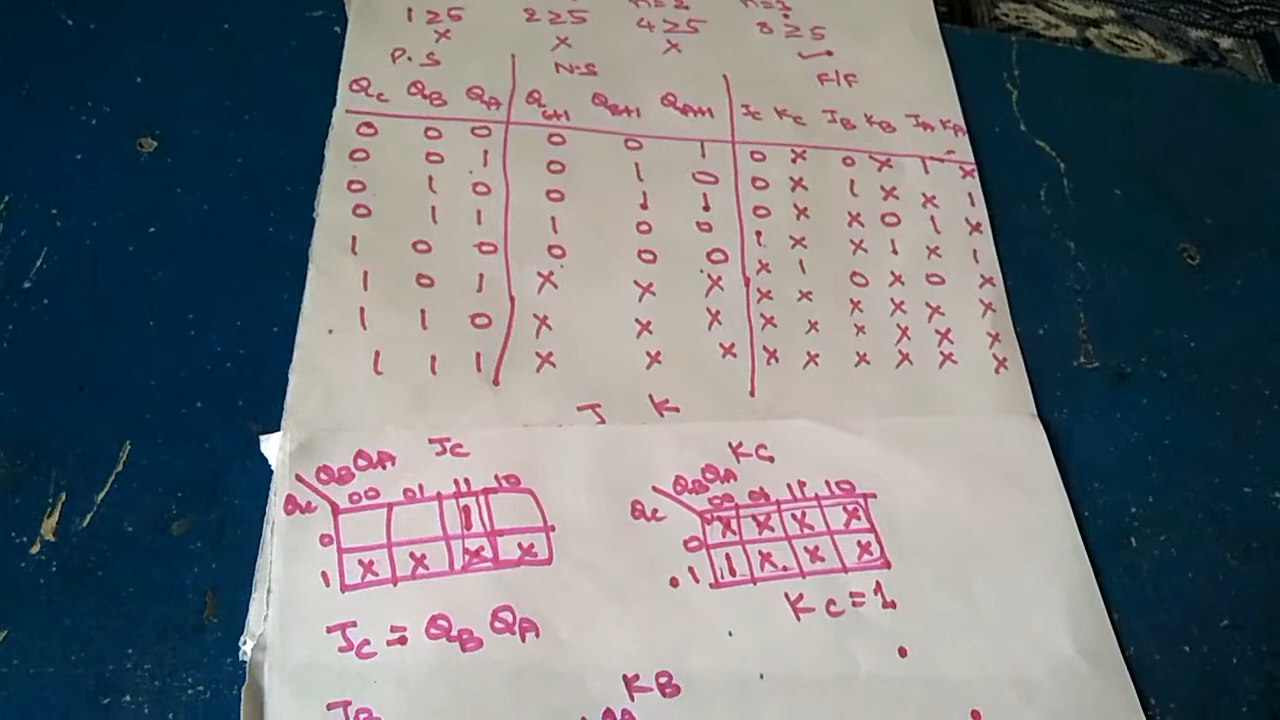 1 ≥ 5 2 ≥ 5 4 ≥ 5 8 ≥ 5
x x x ✓
P.S N.S F/F
QC QB QA QC+1 QB+1 QA+1 JC KC JB KB JA KA
0 0 0 0 0 1 0 X 0 X 1 X
0 0 1 0 1 0 0 X 1 X X 1
0 1 0 0 1 1 0 X X 0 1 X
0 1 1 1 0 0 1 X X 1 X 1
1 0 0 0 0 0 X 1 0 X 0 X
1 0 1 X X X X X X X X X
1 1 0 X X X X X X X X X
1 1 1 X X X X X X X X X
J K
JC KC
QBQA QBQA
QC 00 01 11 10 QC 00 01 11 10
0 1 0 X X X X
1 X X X X 1 1 X X X
KC = 1
JC = QB QA
KB
JB